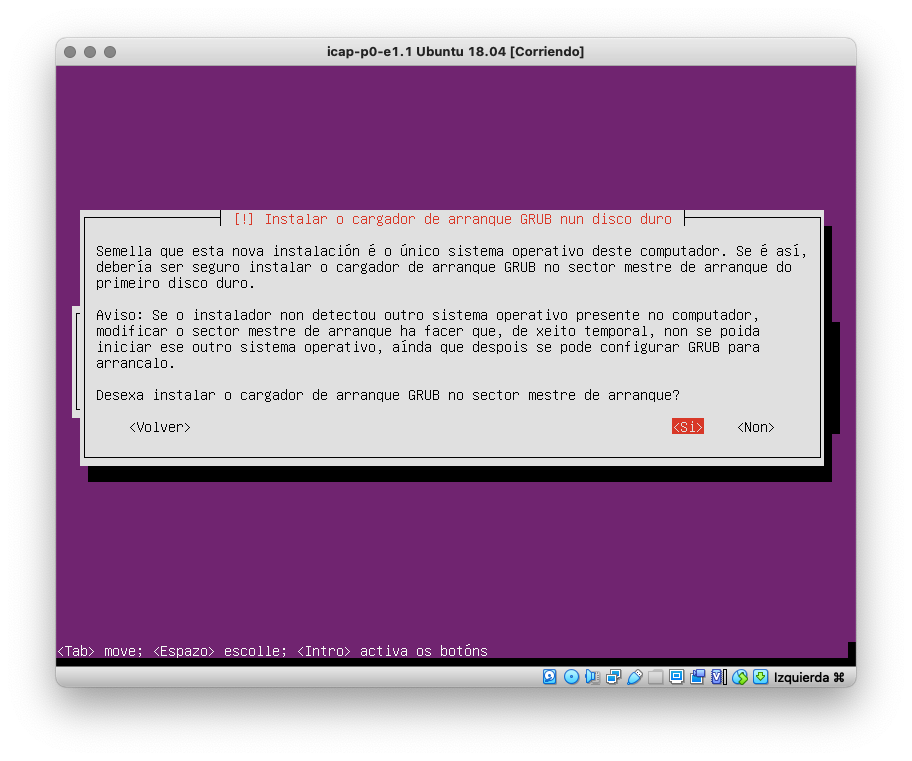 icap-p0-e1.1 Ubuntu 18.04 [Corriendo]
[!] Instalar o cargador de arranque GRUB nun disco duro
Semella que esta nova instalación é o único sistema operativo deste computador. Se é así,
debería ser seguro instalar o cargador de arranque GRUB no sector mestre de arranque do
primeiro disco duro.
Aviso: Se o instalador non detectou outro sistema operativo presente no computador,
modificar o sector mestre de arranque ha facer que, de xeito temporal, non se poida
iniciar ese outro sistema operativo, aínda que despois se pode configurar GRUB para
arrancalo.
Desexa instalar o cargador de arranque GRUB no sector mestre de arranque?
<Volver> <Si> <Non>
<Tab> move; <Espazo> escolle; <Intro> activa os botóns
Izquierda ⌘